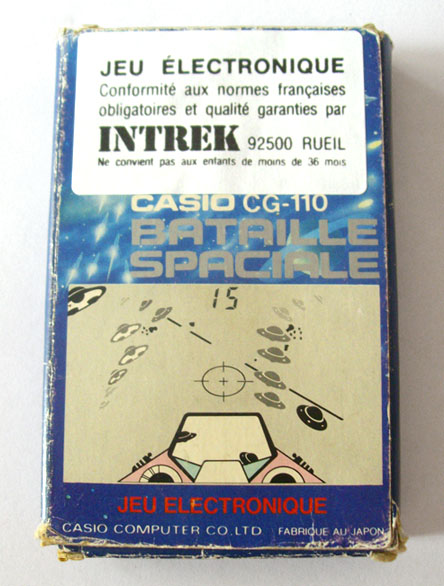 JEU ÉLECTRONIQUE
Conformité aux normes françaises
obligatoires et qualité garanties par
INTREK 92500 RUEIL
Ne convient pas aux enfants de moins de 36 mois
CASIO CG-110
BATAILLE
SPACIALE
15
JEU ELECTRONIQUE
CASIO COMPUTER CO.LTD FABRIQUE AU JAPON